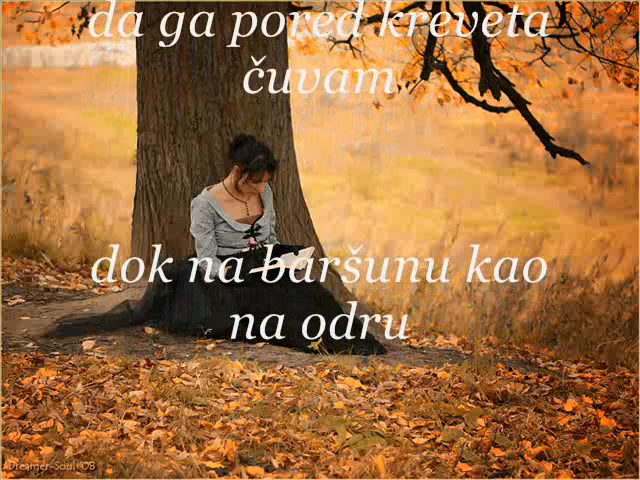 da ga pored kreveta
čuvam
dok na baršunu kao
na odru
Dreamer-Soul '08